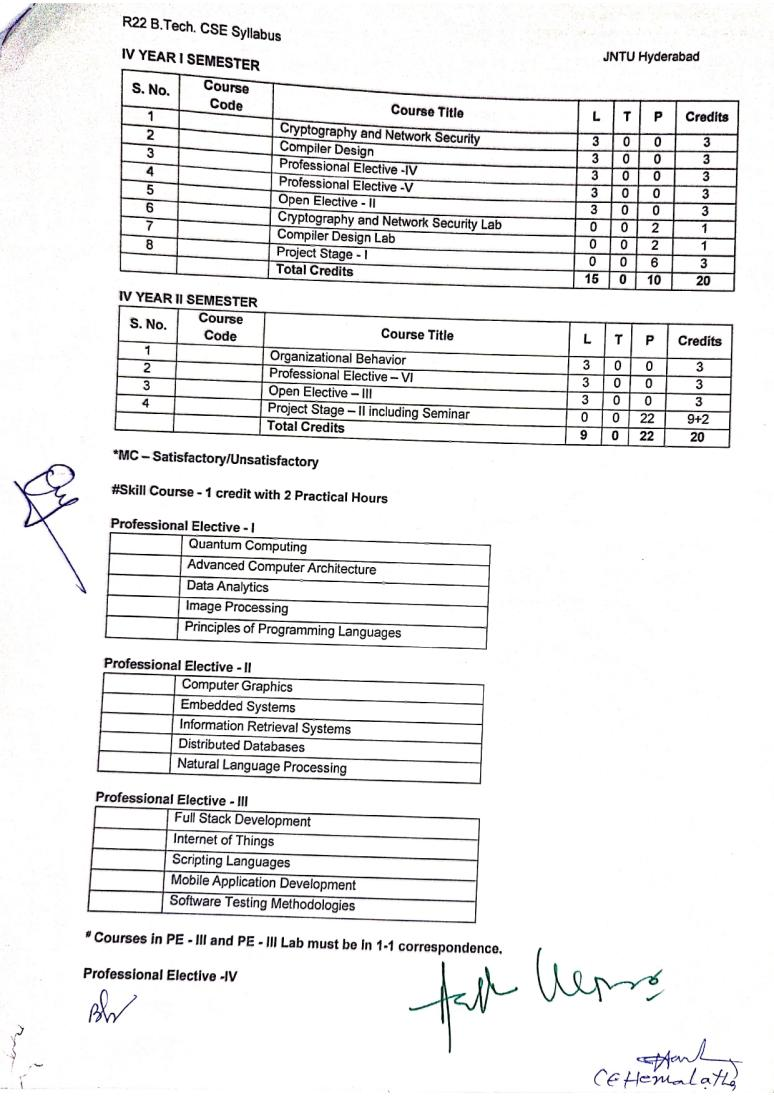 R22 B.Tech. CSE Syllabus
JNTU Hyderabad
IV YEAR I SEMESTER
S. No. Course Code Course Title L T P Credits
1 Cryptography and Network Security 3 0 0 3
2 Compiler Design 3 0 0 3
3 Professional Elective -IV 3 0 0 3
4 Professional Elective -V 3 0 0 3
5 Open Elective - II 3 0 0 3
6 Cryptography and Network Security Lab 0 0 2 1
7 Compiler Design Lab 0 0 2 1
8 Project Stage - I 0 0 6 3
Total Credits 15 0 10 20
IV YEAR II SEMESTER
S. No. Course Code Course Title L T P Credits
1 Organizational Behavior 3 0 0 3
2 Professional Elective – VI 3 0 0 3
3 Open Elective – III 3 0 0 3
4 Project Stage – II including Seminar 0 0 22 9+2
Total Credits 9 0 22 20
*MC – Satisfactory/Unsatisfactory
#Skill Course - 1 credit with 2 Practical Hours
Professional Elective - I
Quantum Computing
Advanced Computer Architecture
Data Analytics
Image Processing
Principles of Programming Languages
Professional Elective - II
Computer Graphics
Embedded Systems
Information Retrieval Systems
Distributed Databases
Natural Language Processing
Professional Elective - III
Full Stack Development
Internet of Things
Scripting Languages
Mobile Application Development
Software Testing Methodologies
# Courses in PE - III and PE - III Lab must be in 1-1 correspondence.
Professional Elective -IV
CEHemalatha